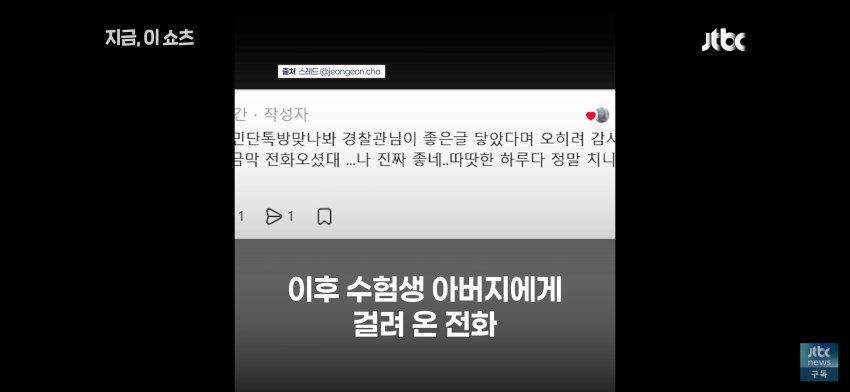 지금, 이 쇼츠
jtbc
출처 스레드 @jeongeon.cho
간 · 작성자
민단톡방맞나봐 경찰관님이 좋은글 닿았다며 오히려 감사
금막 전화오셨대 ...나 진짜 좋네..따땃한 하루다 정말 치니
1 1
이후 수험생 아버지에게
걸려 온 전화
jtbc
news
구독